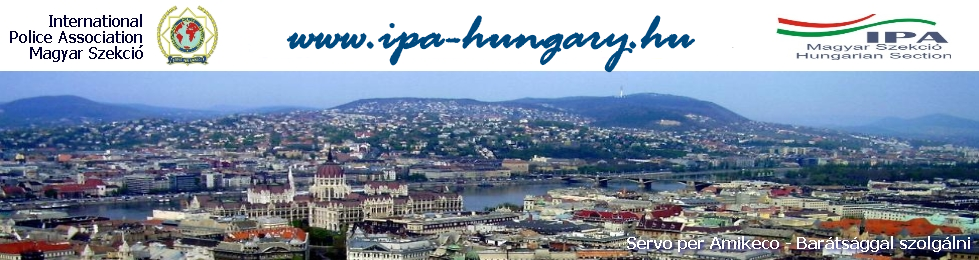 International
Police Association
Magyar Szekció
www.ipa-hungary.hu
IPA
Magyar Szekció
Hungarian Section
Servo per Amikeco - Barátsággal szolgálni